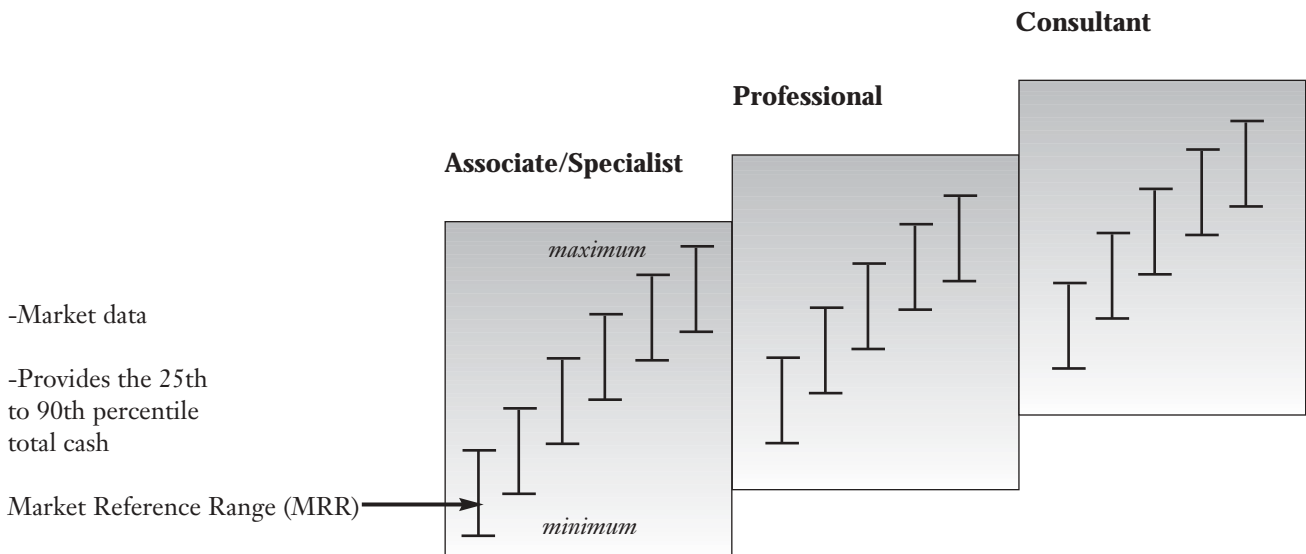 Consultant
Professional
Associate/Specialist
maximum
-Market data
-Provides the 25th
to 90th percentile
total cash
Market Reference Range (MRR)
minimum